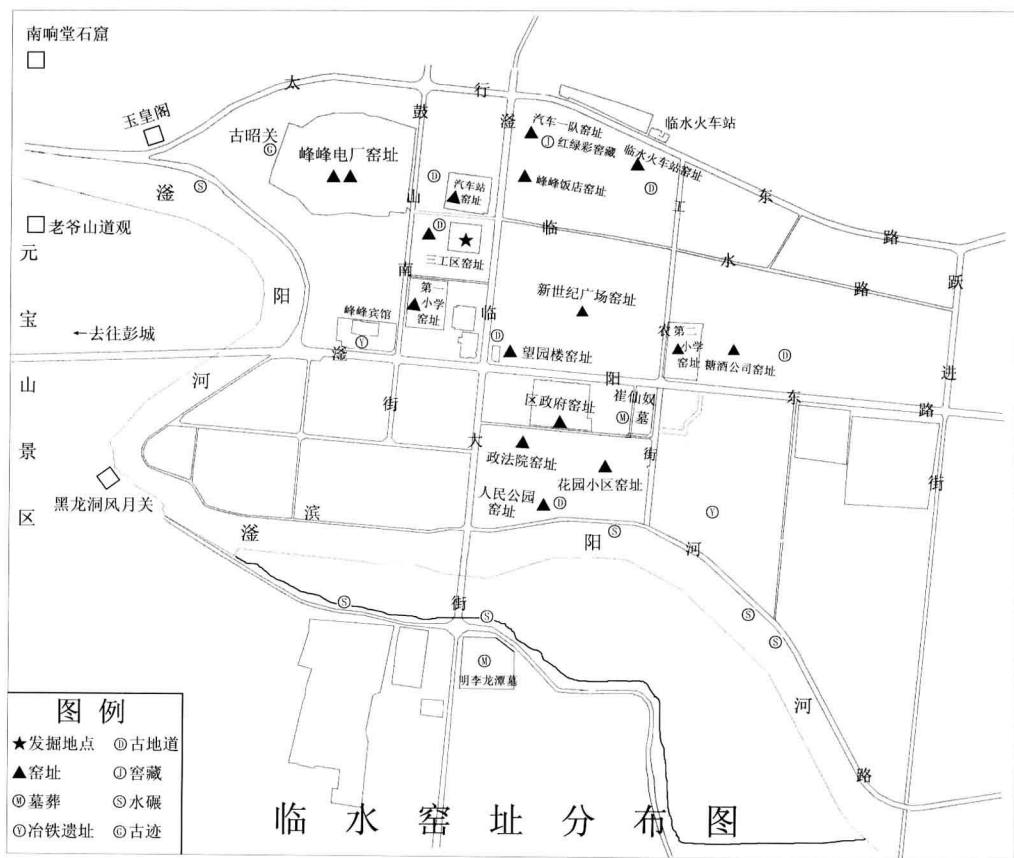 南响堂石窟
玉皇阁
古昭关
Ⓖ
峰峰电厂窑址
太
行
东
路
鼓
山
南
街
滏
临
大
街
汽车一队窑址
Ⓙ红绿彩窑藏
临水火车站
临水火车站窑址
Ⓓ
峰峰饭店窑址
Ⓓ
汽车站
窑址
Ⓓ
三工区窑址
临
水
路
工
农
街
跃
进
街
滏
Ⓢ
阳
河
老爷山道观
元
宝
山
景
区
←去往彭城
第一
小学
窑址
峰峰宾馆
Ⓨ
新世纪广场窑址
Ⓓ
望园楼窑址
第二
小学
窑址
糖酒公司窑址
Ⓓ
滏
阳
东
路
区政府窑址
崔仙奴
Ⓜ墓
政法院窑址
花园小区窑址
人民公园
窑址
Ⓓ
Ⓨ
黑龙洞风月关
滏
阳
河
滨
河
路
Ⓢ
Ⓢ
Ⓢ
Ⓢ
Ⓢ
Ⓜ
明李龙潭墓
图例
★发掘地点 Ⓓ古地道
▲窑址 Ⓙ窖藏
Ⓜ墓葬 Ⓢ水碾
Ⓨ冶铁遗址 Ⓖ古迹
临水窑址分布图